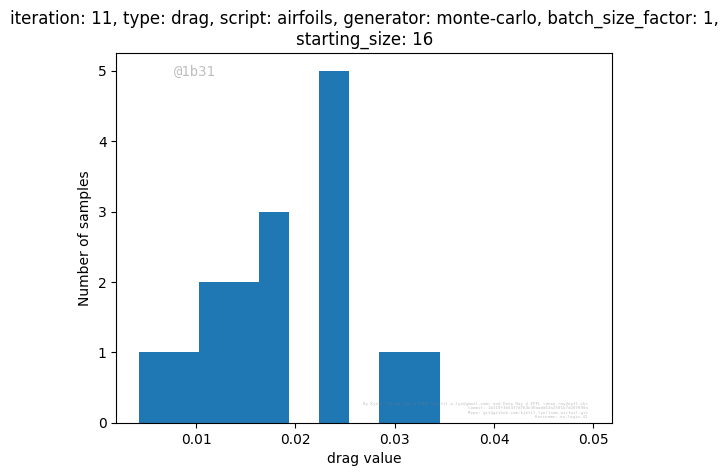 iteration: 11, type: drag, script: airfoils, generator: monte-carlo, batch_size_factor: 1,
starting_size: 16
@1b31
5
4
3
2
1
0
Number of samples
0.01 0.02 0.03 0.04 0.05
drag value